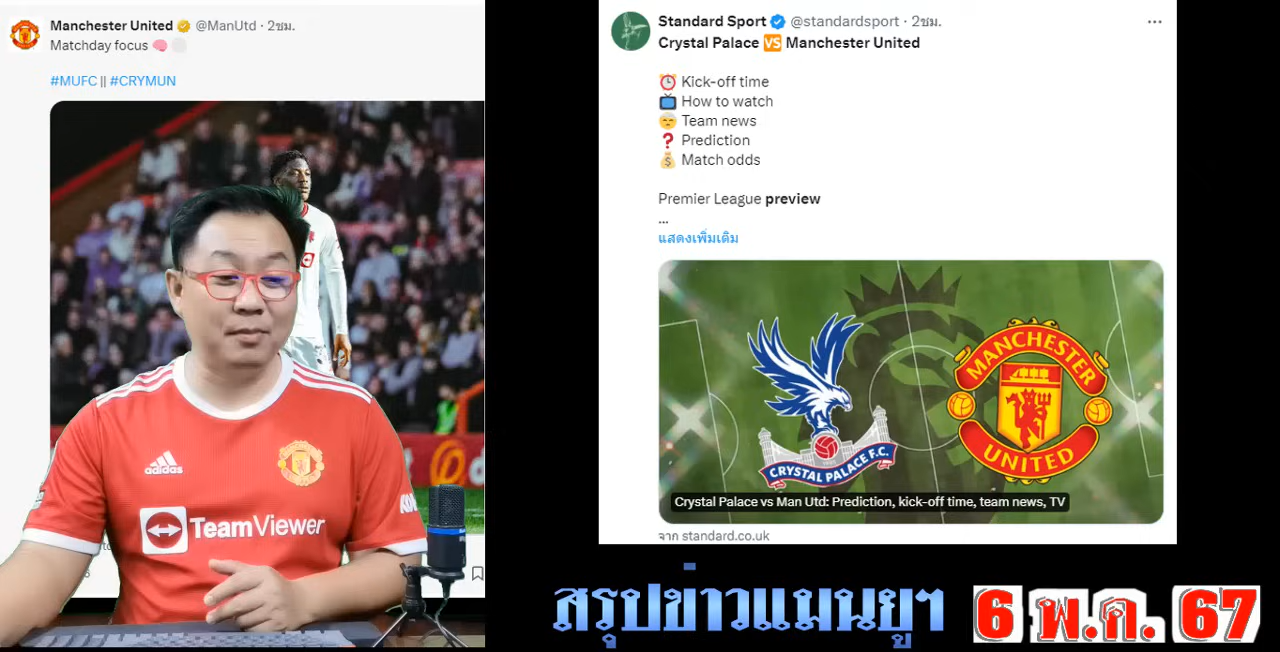 Manchester United @ManUtd · 2ชม.
Matchday focus
#MUFC || #CRYMUN
adidas
TeamViewer
Standard Sport @standardsport · 2ชม.
Crystal Palace VS Manchester United
Kick-off time
How to watch
Team news
Prediction
Match odds
Premier League preview
...
แสดงเพิ่มเติม
MANCHESTER
UNITED
CRYSTAL PALACE F.C.
Crystal Palace vs Man Utd: Prediction, kick-off time, team news, TV
จาก standard.co.uk
สรุปข่าวแมนยูฯ 6 พ.ค. 67